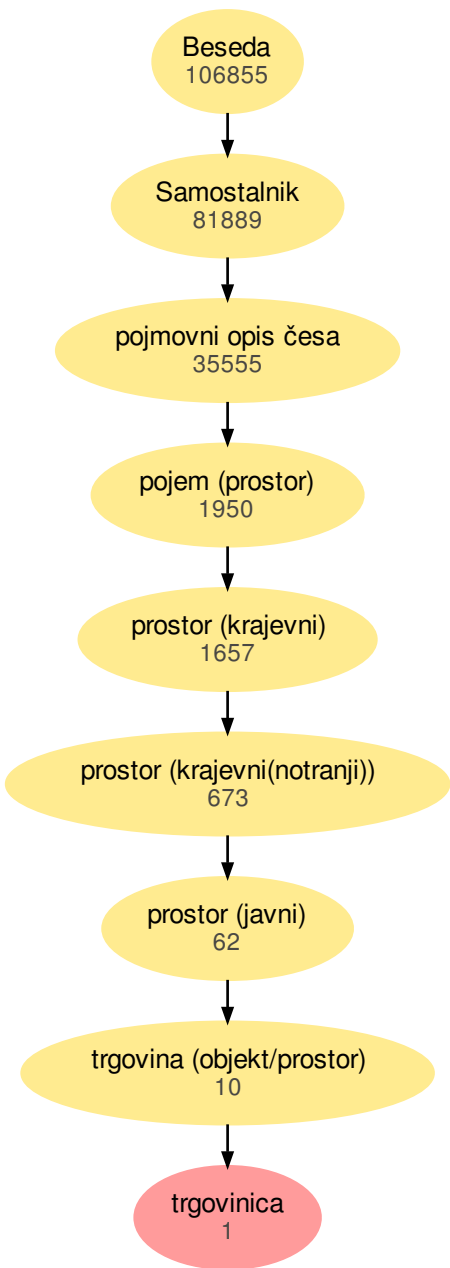 Beseda
106855
Samostalnik
81889
pojmovni opis česa
35555
pojem (prostor)
1950
prostor (krajevni)
1657
prostor (krajevni(notranji))
673
prostor (javni)
62
trgovina (objekt/prostor)
10
trgovinica
1